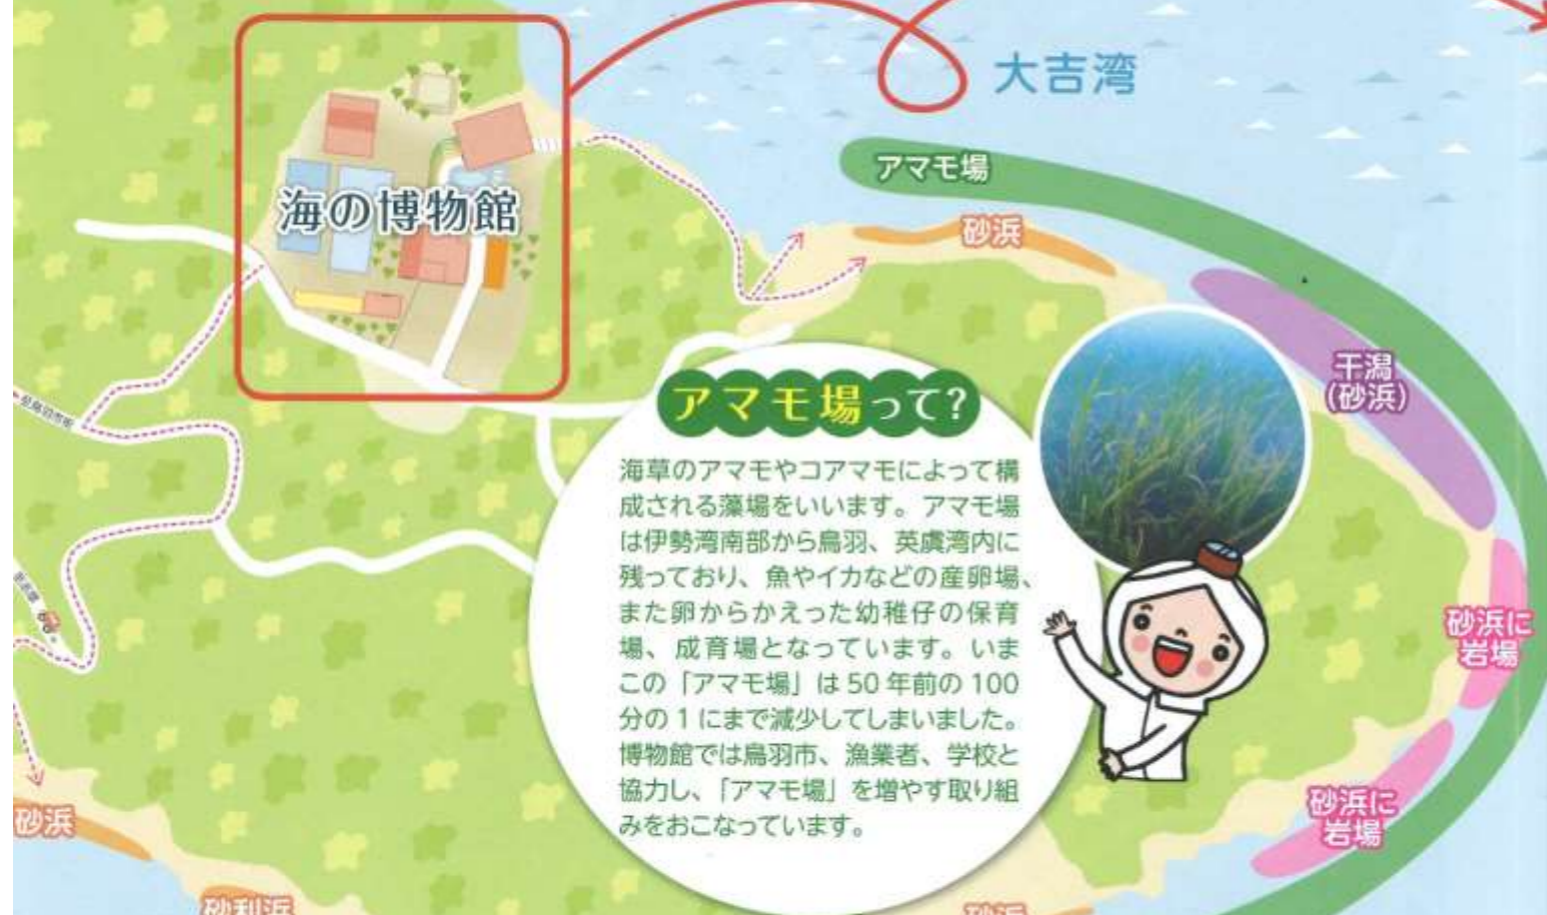 大吉湾
アマモ場
海の博物館
砂浜
干潟
(砂浜)
アマモ場って?
海草のアマモやコアマモによって構
成される藻場をいいます。アマモ場
は伊勢湾南部から鳥羽、英虞湾内に
残っており、魚やイカなどの産卵場、
また卵からかえった幼稚仔の保育
場、成育場となっています。いま
この「アマモ場」は 50 年前の 100
分の 1 にまで減少してしまいました。
博物館では鳥羽市、漁業者、学校と
協力し、「アマモ場」を増やす取り組
みをおこなっています。
砂浜に
岩場
砂浜に
岩場
砂浜
砂利浜
砂浜